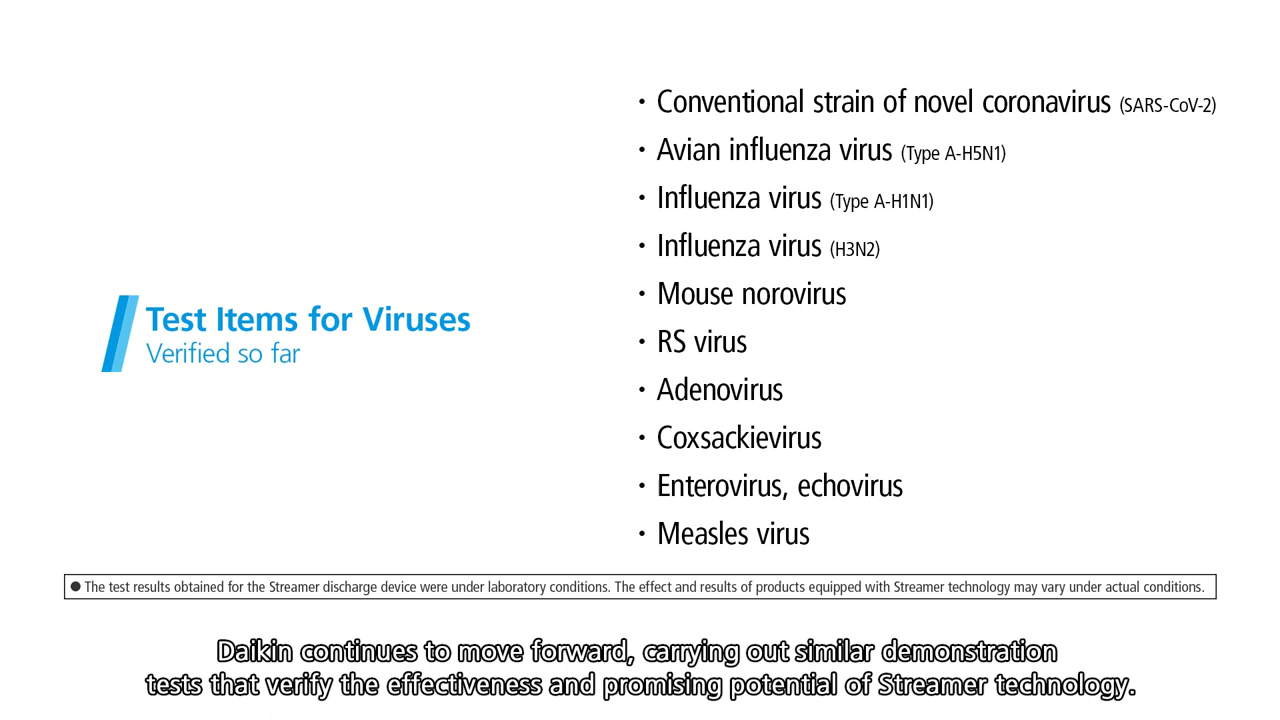 Test Items for Viruses
Verified so far
・ Conventional strain of novel coronavirus (SARS-CoV-2)
・ Avian influenza virus (Type A-H5N1)
・ Influenza virus (Type A-H1N1)
・ Influenza virus (H3N2)
・ Mouse norovirus
・ RS virus
・ Adenovirus
・ Coxsackievirus
・ Enterovirus, echovirus
・ Measles virus
● The test results obtained for the Streamer discharge device were under laboratory conditions. The effect and results of products equipped with Streamer technology may vary under actual conditions.
Daikin continues to move forward, carrying out similar demonstration
tests that verify the effectiveness and promising potential of Streamer technology.